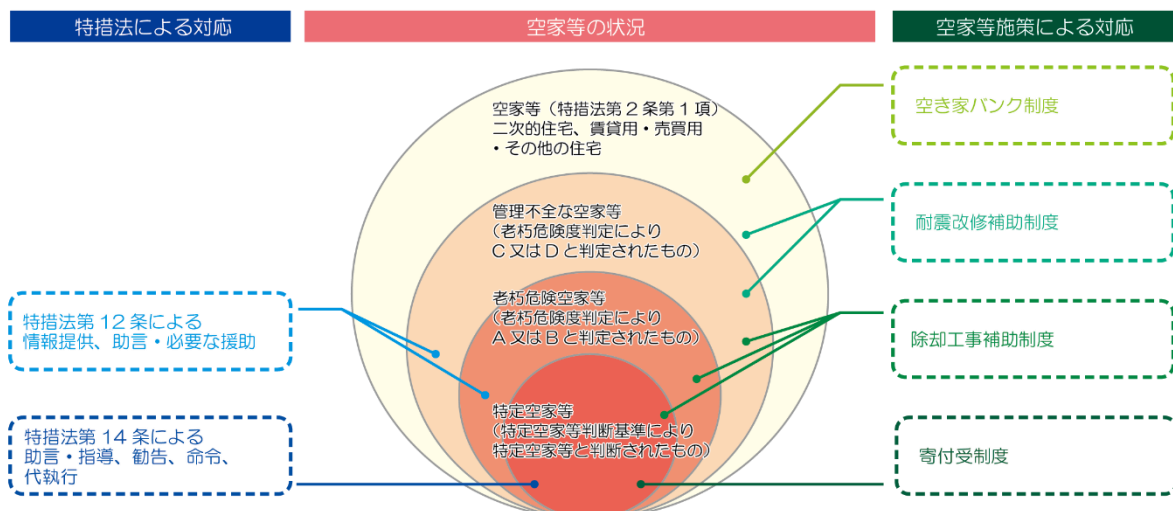 特措法による対応
空家等の状況
空家等施策による対応
空家等（特措法第２条第１項）
二次的住宅、賃貸用・売買用
・その他の住宅
管理不全な空家等
（老朽危険度判定により
Ｃ又はＤと判定されたもの）
老朽危険空家等
（老朽危険度判定により
Ａ又はＢと判定されたもの）
特定空家等
（特定空家等判断基準により
特定空家等と判断されたもの）
特措法第 12 条による
情報提供、助言・必要な援助
特措法第 14 条による
助言・指導、勧告、命令、
代執行
空き家バンク制度
耐震改修補助制度
除却工事補助制度
寄付受制度